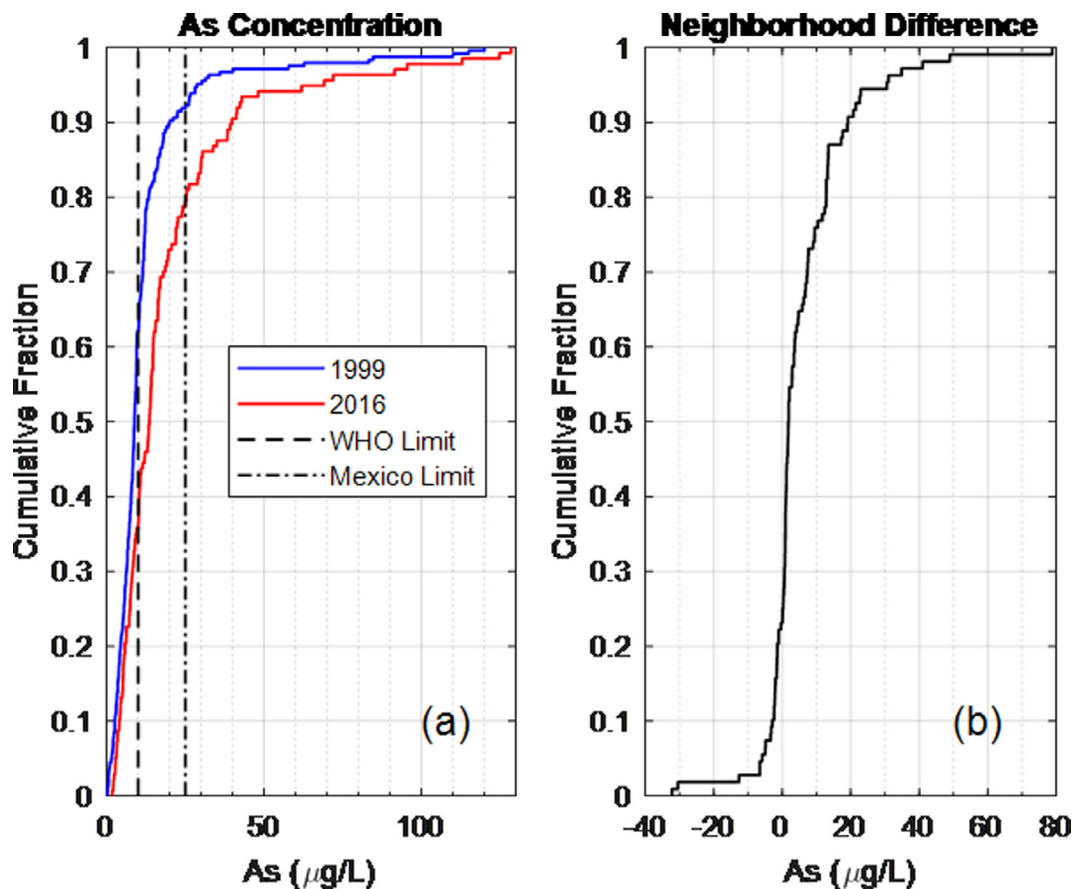 As Concentration
1
0.9
0.8
0.7
0.6
0.5
0.4
0.3
0.2
0.1
0
Cumulative Fraction
1999
2016
WHO Limit
Mexico Limit
(a)
0 50 100
As (μg/L)
Neighborhood Difference
1
0.9
0.8
0.7
0.6
0.5
0.4
0.3
0.2
0.1
0
Cumulative Fraction
(b)
-40 -20 0 20 40 60 80
As (μg/L)